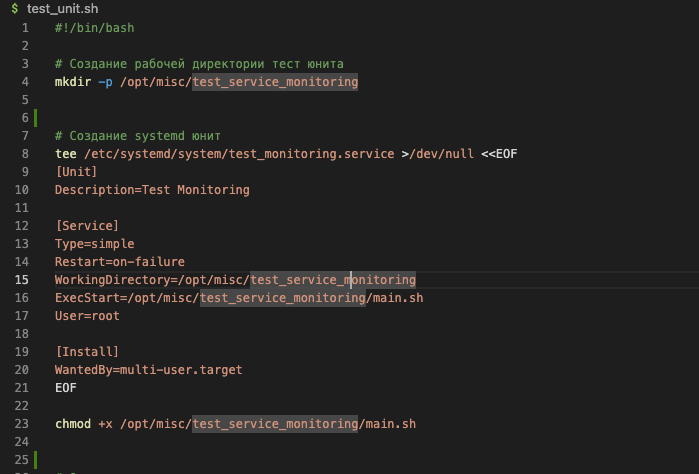 $ test_unit.sh
1 #!/bin/bash
2
3 # Создание рабочей директории тест юнита
4 mkdir -p /opt/misc/test_service_monitoring
5
6
7 # Создание systemd юнит
8 tee /etc/systemd/system/test_monitoring.service >/dev/null <<EOF
9 [Unit]
10 Description=Test Monitoring
11
12 [Service]
13 Type=simple
14 Restart=on-failure
15 WorkingDirectory=/opt/misc/test_service_monitoring
16 ExecStart=/opt/misc/test_service_monitoring/main.sh
17 User=root
18
19 [Install]
20 WantedBy=multi-user.target
21 EOF
22
23 chmod +x /opt/misc/test_service_monitoring/main.sh
24
25